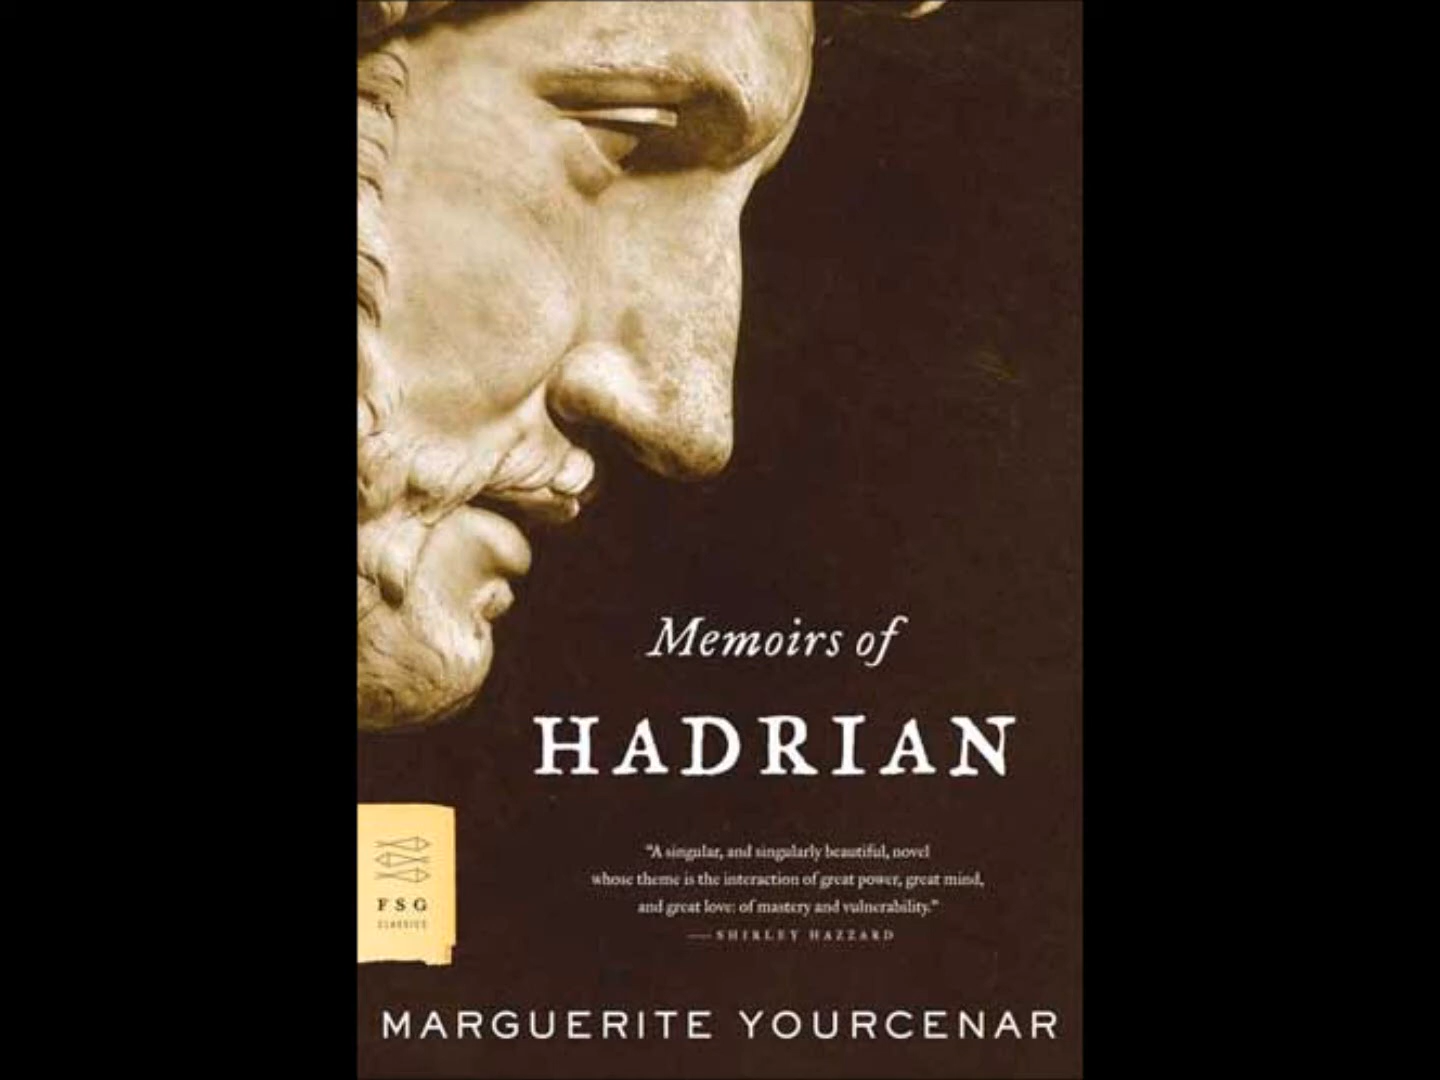 Memoirs of
HADRIAN
"A singular, and singularly beautiful, novel
whose theme is the interaction of great power, great mind,
and great love: of mastery and vulnerability."
— SHIRLEY HAZZARD
FSG
CLASSICS
MARGUERITE YOURCENAR